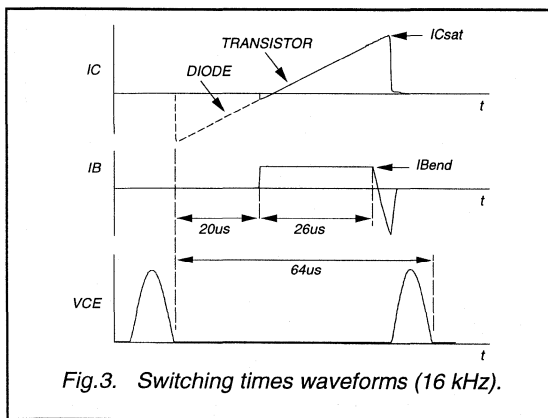 ICsat
TRANSISTOR
IC
DIODE
t
IB
IBend
t
20us
26us
64us
VCE
t
Fig.3. Switching times waveforms (16 kHz).